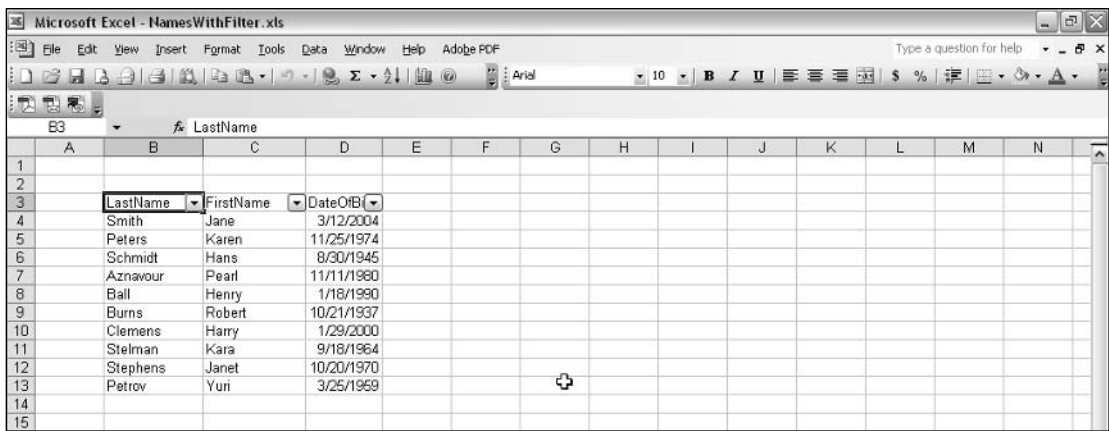 Microsoft Excel - NamesWithFilter.xls
File Edit View Insert Format Tools Data Window Help Adobe PDF Type a question for help
Arial 10 B I U $ %
B3 fx LastName
A B C D E F G H I J K L M N
1
2
3 LastName FirstName DateOfBi
4 Smith Jane 3/12/2004
5 Peters Karen 11/25/1974
6 Schmidt Hans 8/30/1945
7 Aznavour Pearl 11/11/1980
8 Ball Henry 1/18/1990
9 Burns Robert 10/21/1937
10 Clemens Harry 1/29/2000
11 Stelman Kara 9/18/1964
12 Stephens Janet 10/20/1970
13 Petrov Yuri 3/25/1959
14
15